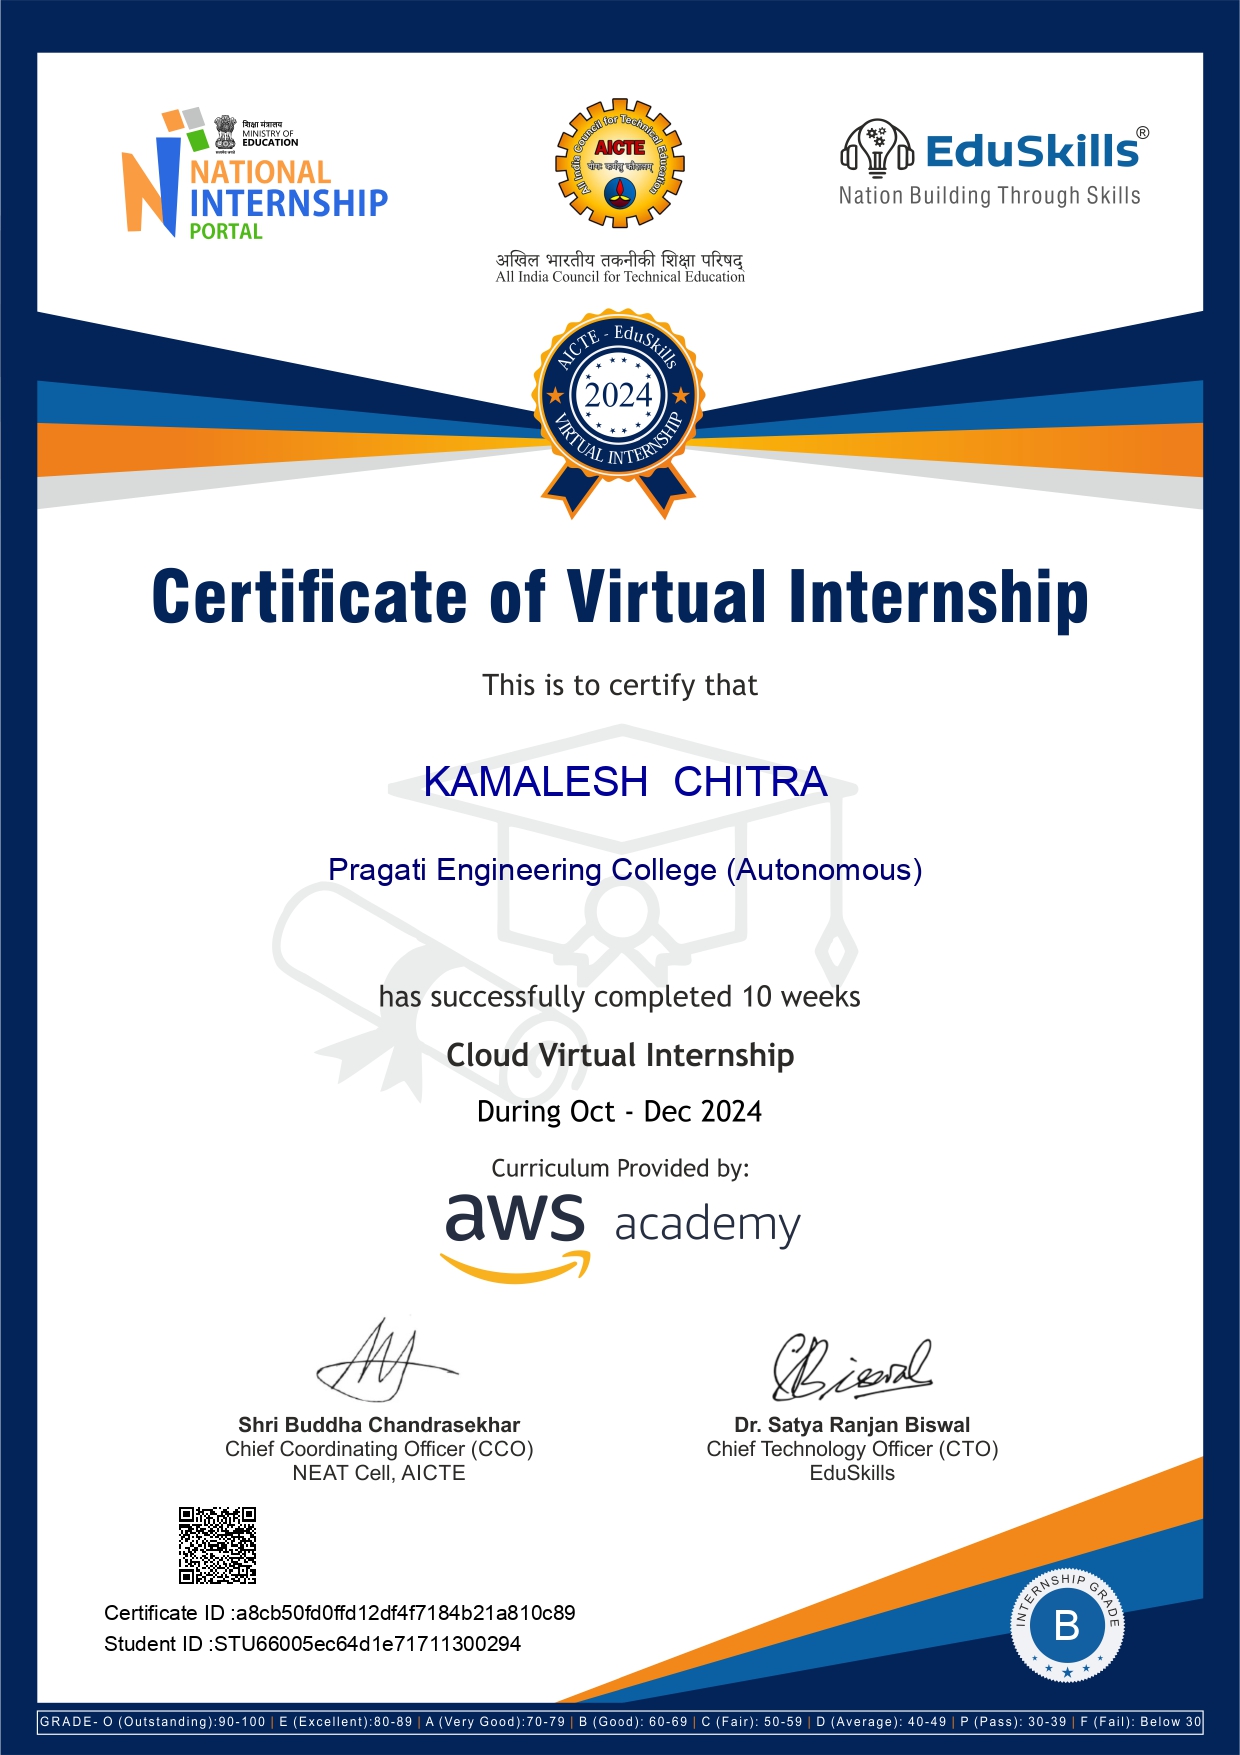 शिक्षा मंत्रालय
MINISTRY OF
EDUCATION
NATIONAL
INTERNSHIP
PORTAL
All India Council for Technical Education
AICTE
योगः कर्मसु कौशलम्
अखिल भारतीय तकनीकी शिक्षा परिषद्
All India Council for Technical Education
EduSkills®
Nation Building Through Skills
AICTE - EduSkills
2024
VIRTUAL INTERNSHIP
Certificate of Virtual Internship
This is to certify that
KAMALESH CHITRA
Pragati Engineering College (Autonomous)
has successfully completed 10 weeks
Cloud Virtual Internship
During Oct - Dec 2024
Curriculum Provided by:
aws academy
Shri Buddha Chandrasekhar
Chief Coordinating Officer (CCO)
NEAT Cell, AICTE
Biswal
Dr. Satya Ranjan Biswal
Chief Technology Officer (CTO)
EduSkills
Certificate ID :a8cb50fd0ffd12df4f7184b21a810c89
Student ID :STU66005ec64d1e71711300294
INTERNSHIP GRADE
B
GRADE- O (Outstanding):90-100 | E (Excellent):80-89 | A (Very Good):70-79 | B (Good): 60-69 | C (Fair): 50-59 | D (Average): 40-49 | P (Pass): 30-39 | F (Fail): Below 30